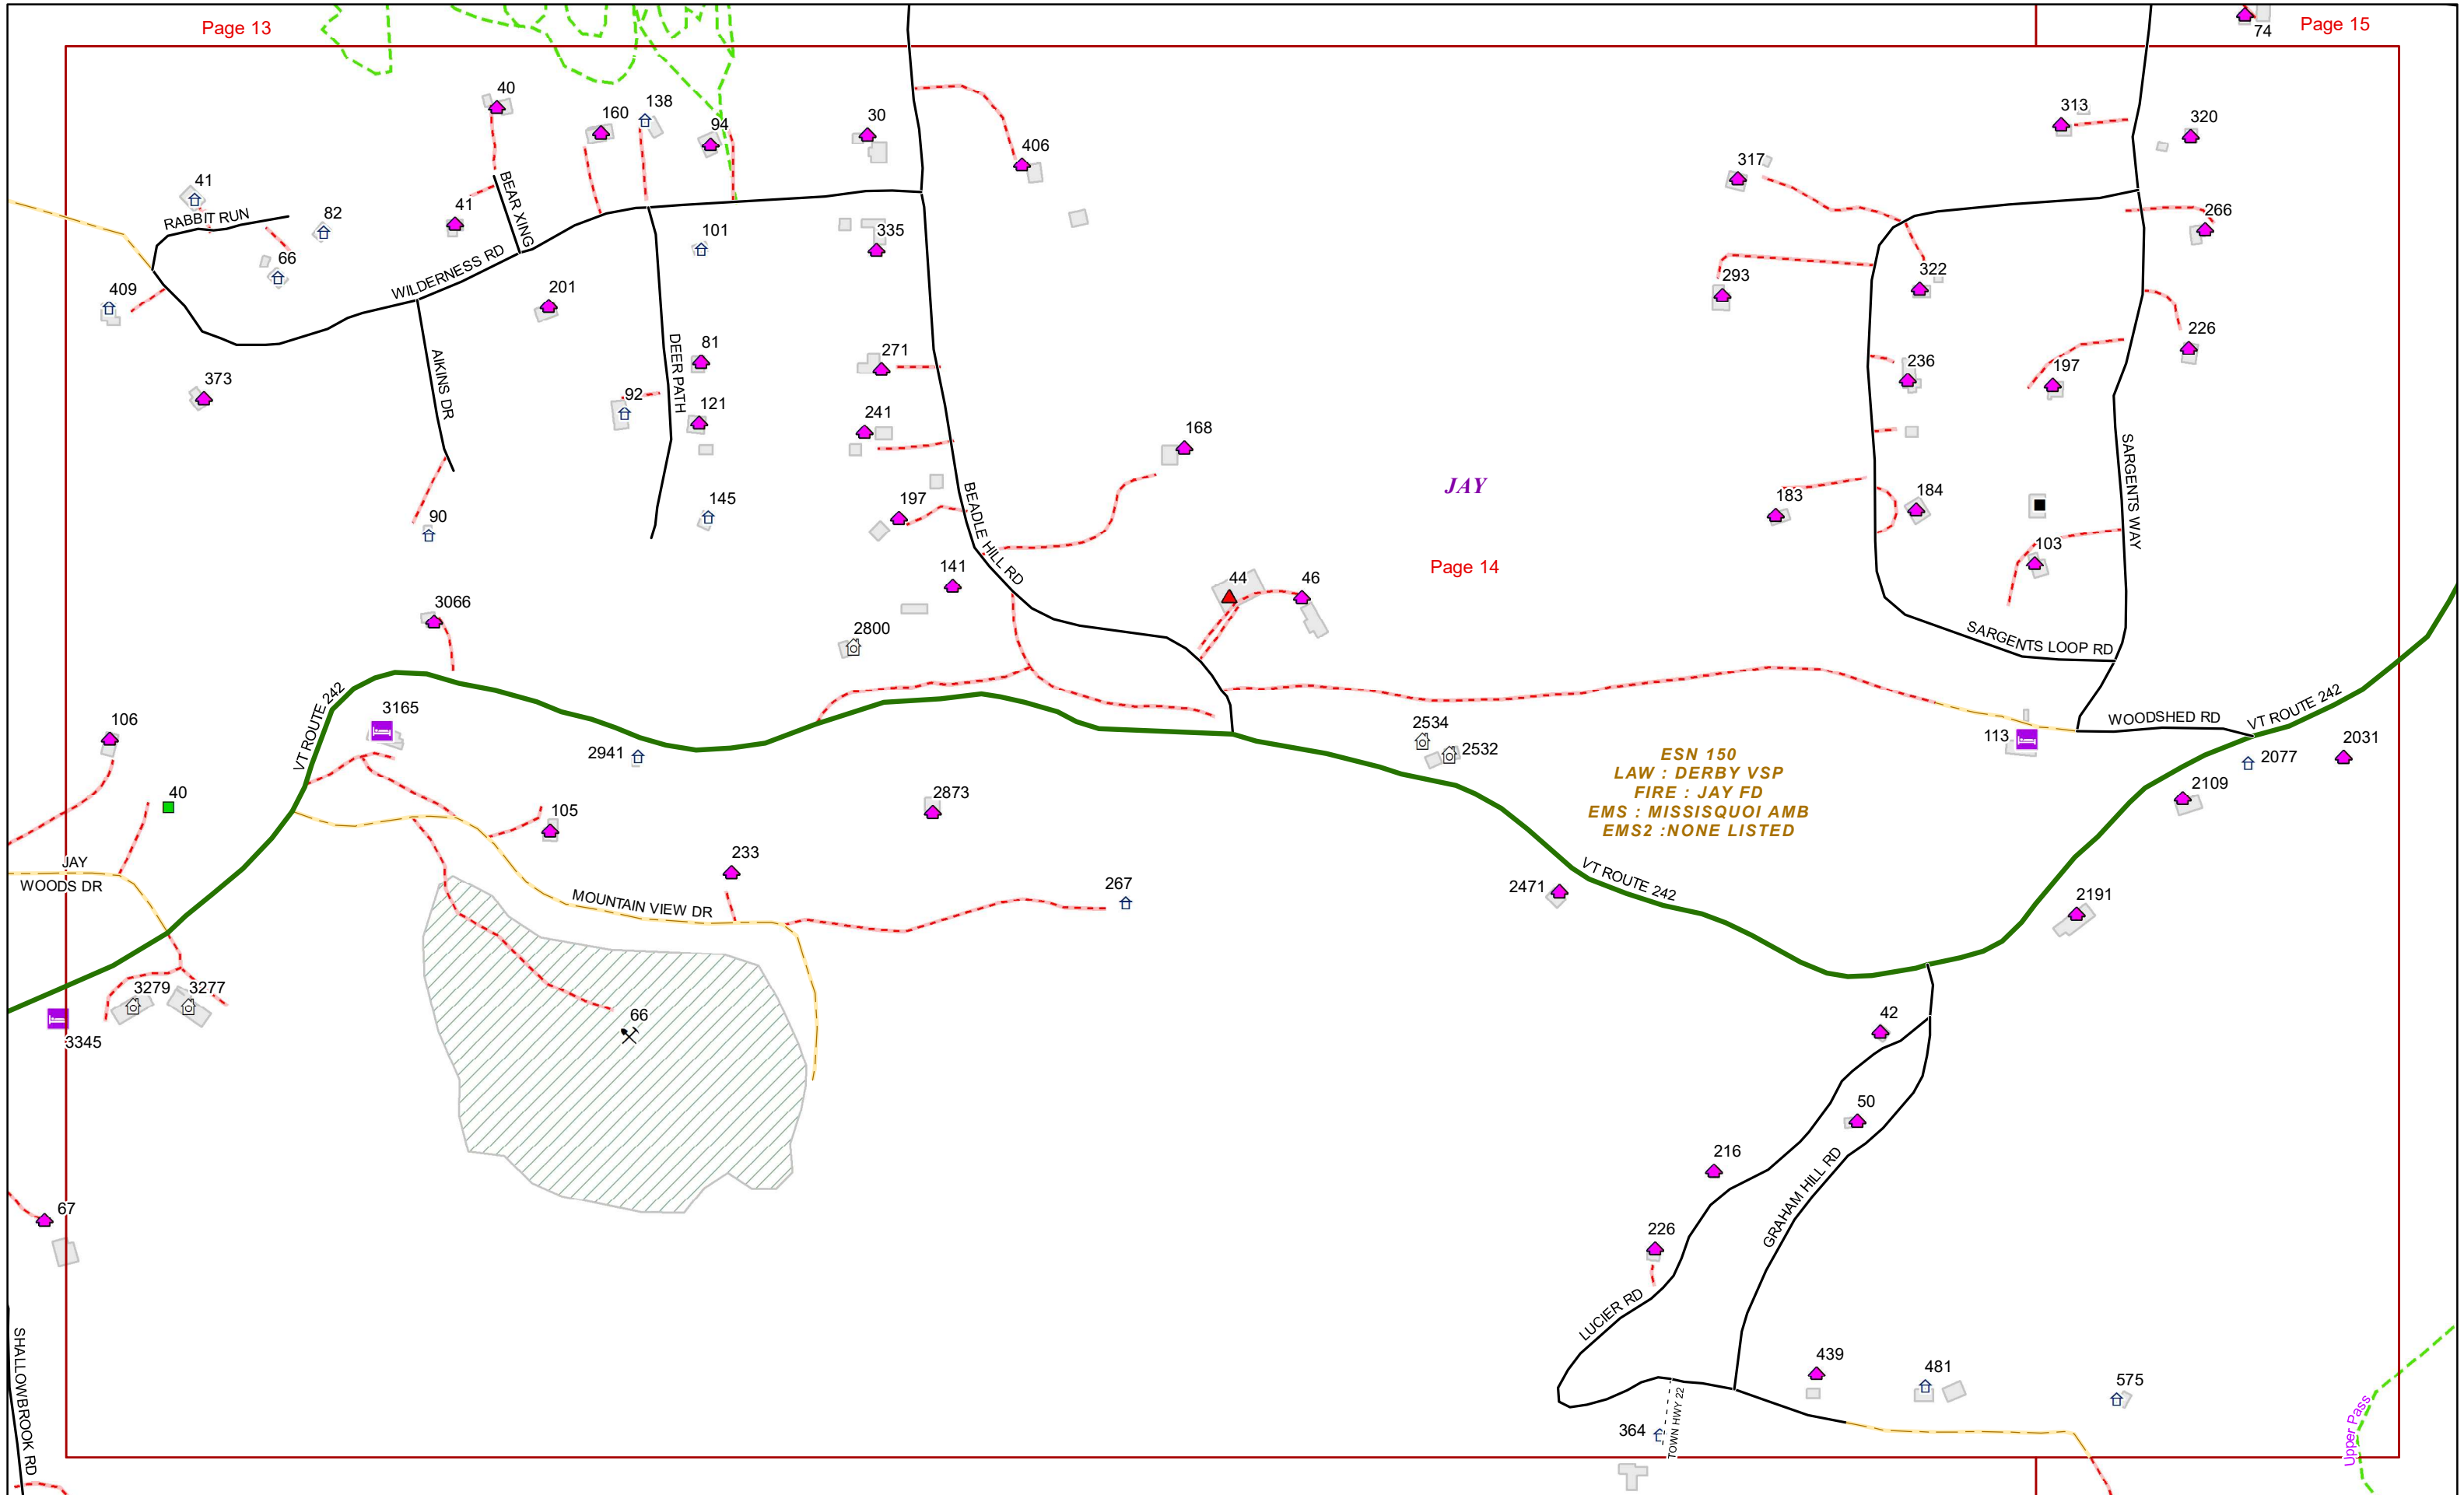 Page 13
74
Page 15
40
160
138
94
30
406
313
320
317
41
RABBIT RUN
82
BEAR XING
41
101
335
266
66
WILDERNESS RD
409
201
293
322
226
373
AIKINS DR
DEER PATH
81
271
236
197
92
121
241
168
SARGENTS WAY
90
145
197
BEADLE HILL RD
JAY
183
184
103
141
44
46
Page 14
3066
2800
SARGENTS LOOP RD
VT ROUTE 242
3165
106
2941
2534
2532
113
WOODSHED RD
VT ROUTE 242
2031
2077
2109
ESN 150
LAW : DERBY VSP
FIRE : JAY FD
EMS : MISSISQUOI AMB
EMS2 :NONE LISTED
40
105
2873
JAY
WOODS DR
233
267
MOUNTAIN VIEW DR
2471
VT ROUTE 242
2191
3279
3277
3345
66
42
50
216
67
226
GRAHAM HILL RD
LUCIER RD
SHALLOWBROOK RD
439
481
575
364
TOWN HWY 22
Upper Pass